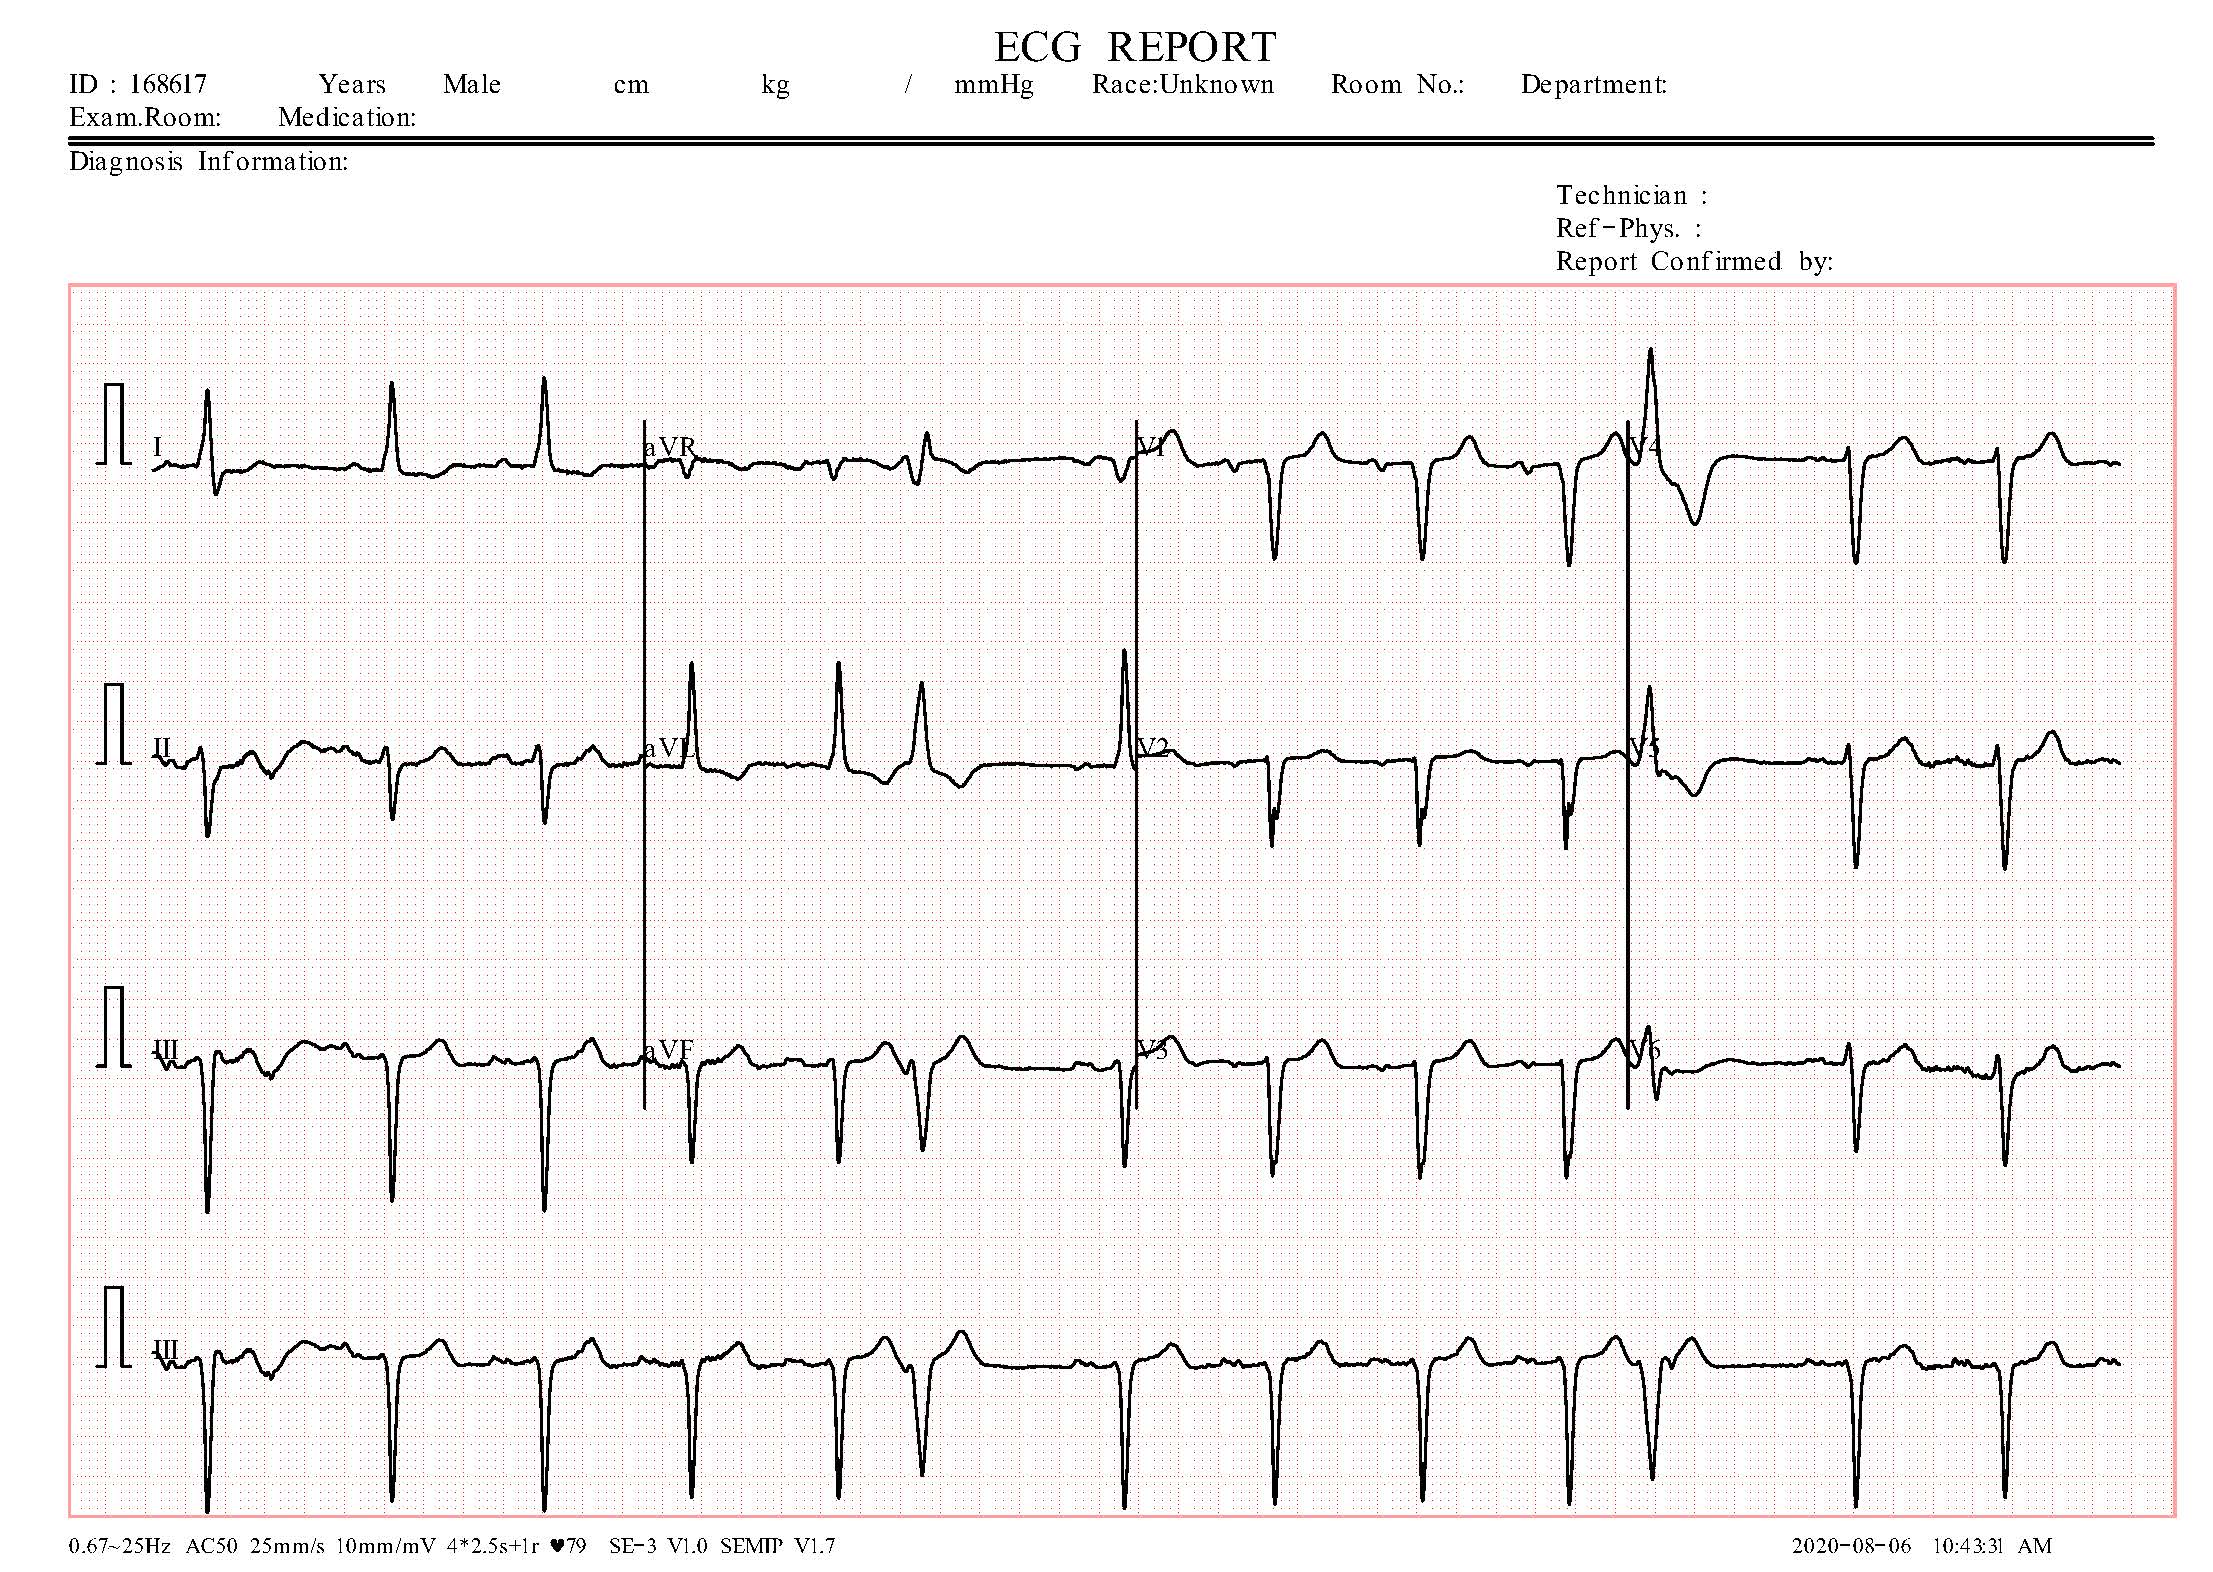 ECG REPORT
ID : 168617 Years Male cm kg / mmHg Race:Unknown Room No.: Department:
Exam.Room: Medication:
Diagnosis Information:
Technician :
Ref-Phys. :
Report Confirmed by:
I aVR V1 V4
II aVL V2 V5
III aVF V3 V6
III
0.67~25Hz AC50 25mm/s 10mm/mV 4*2.5s+1r ♥79 SE-3 V1.0 SEMIP V1.7 2020-08-06 10:43:31 AM